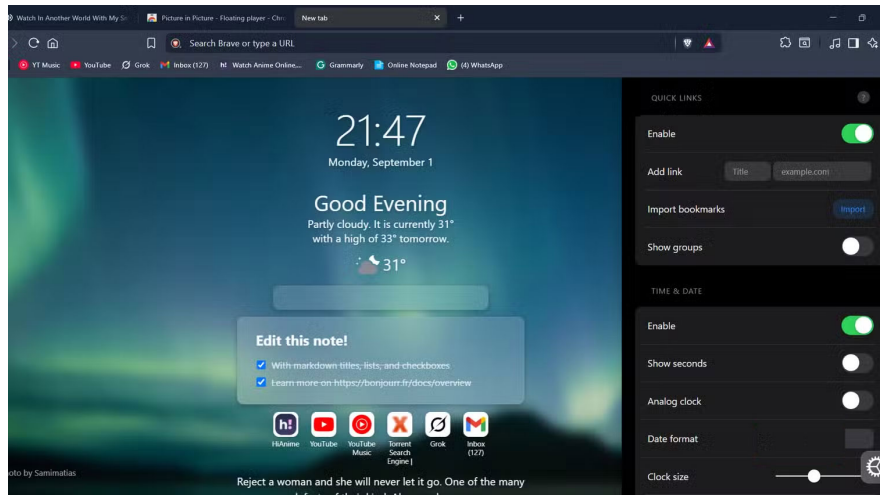 Watch In Another World With My S
Picture in Picture - Floating player - Chro
New tab
Search Brave or type a URL
YT Music
YouTube
Grok
Inbox (127)
h! Watch Anime Online,...
Grammarly
Online Notepad
(4) WhatsApp
21:47
Monday, September 1
Good Evening
Partly cloudy. It is currently 31°
with a high of 33° tomorrow.
31°
Edit this note!
With markdown titles, lists, and checkboxes
Learn more on https://bonjourr.fr/docs/overview
h!
HiAnime
YouTube
YouTube
Music
Torrent
Search
Engine |
Grok
Inbox
(127)
Reject a woman and she will never let it go. One of the many
oto by Samimatias
QUICK LINKS
?
Enable
Add link
Title
example.com
Import bookmarks
Import
Show groups
TIME & DATE
Enable
Show seconds
Analog clock
Date format
Clock size